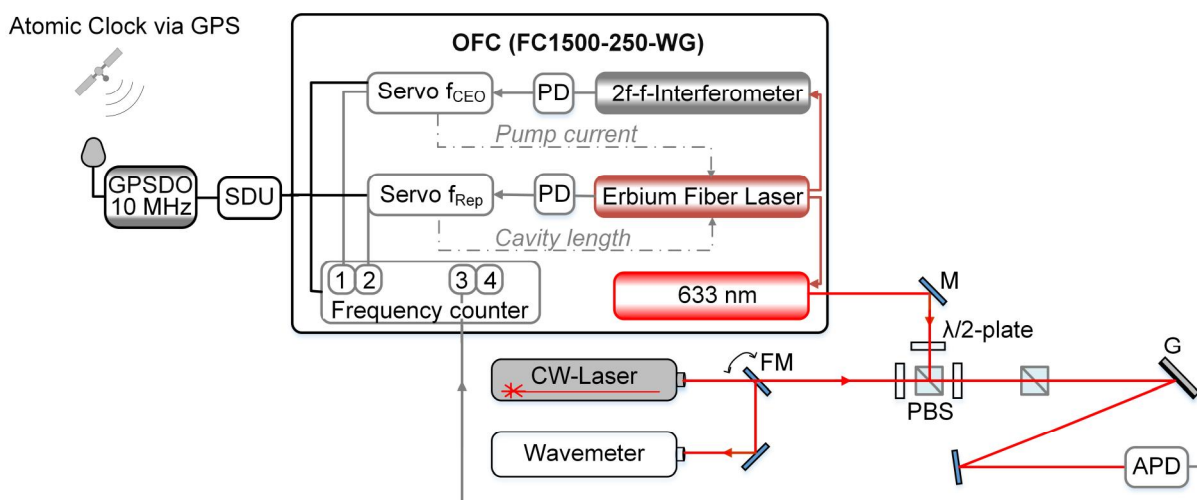 Atomic Clock via GPS
OFC (FC1500-250-WG)
Servo fCEO
PD
2f-f-Interferometer
Pump current
GPSDO
10 MHz
SDU
Servo fRep
PD
Erbium Fiber Laser
Cavity length
1 2 3 4
Frequency counter
633 nm
M
λ/2-plate
CW-Laser
FM
PBS
G
Wavemeter
APD